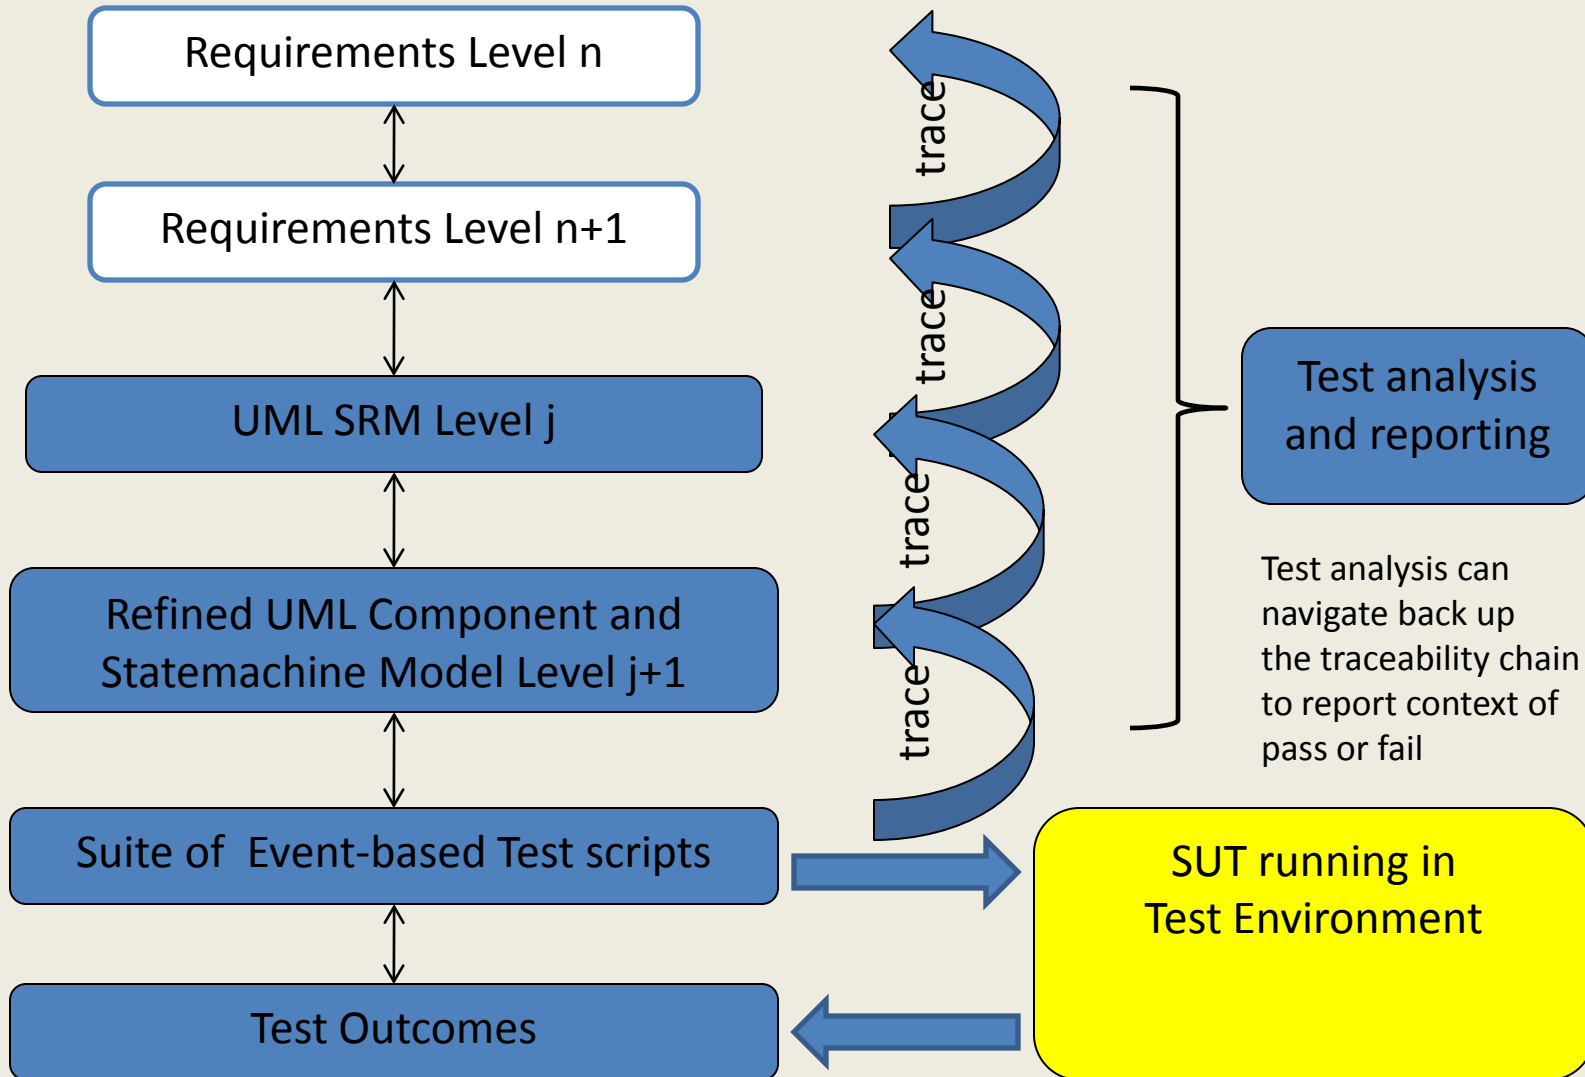 Requirements Level n
Requirements Level n+1
UML SRM Level j
Refined UML Component and
Statemachine Model Level j+1
Suite of Event-based Test scripts
Test Outcomes
trace
trace
trace
trace
Test analysis
and reporting
Test analysis can
navigate back up
the traceability chain
to report context of
pass or fail
SUT running in
Test Environment